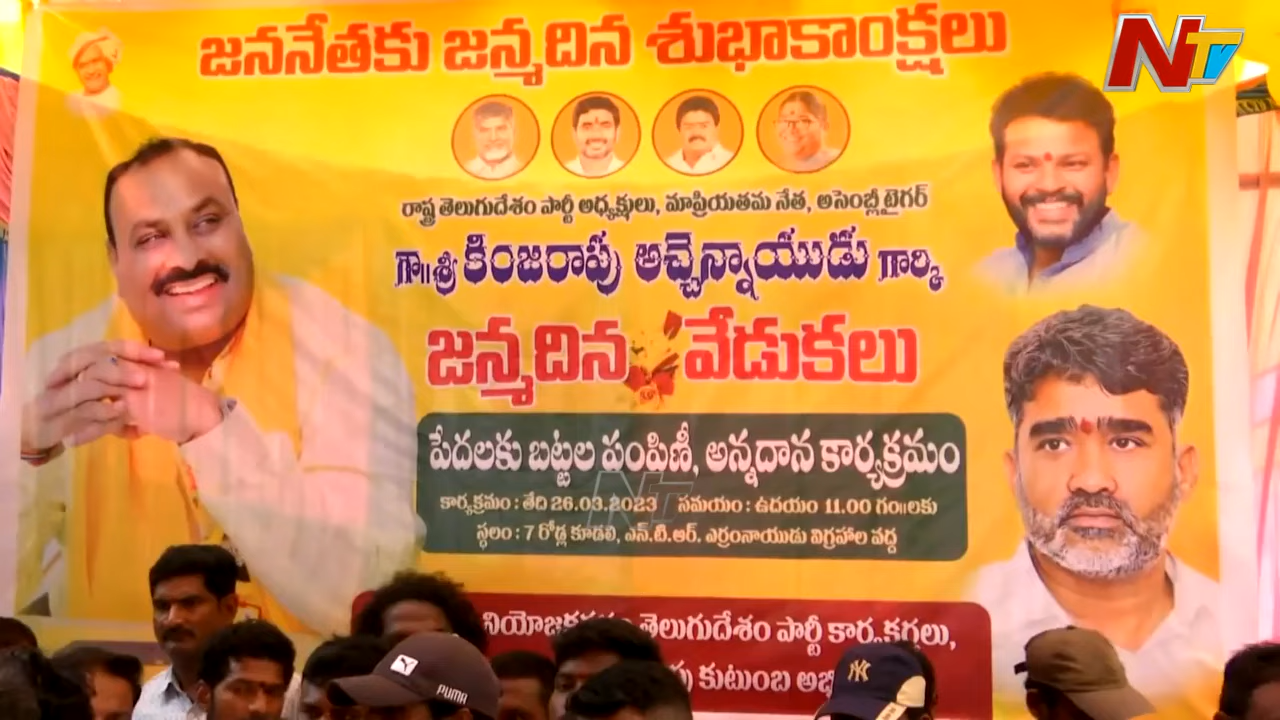 జననేతకు జన్మదిన శుభాకాంక్షలు
NTV
రాష్ట్ర తెలుగుదేశం పార్టీ అధ్యక్షులు, మాప్రియతమ నేత, అసెంబ్లీ టైగర్
గౌ॥శ్రీ కింజరాపు అచ్చెన్నాయుడు గార్కి
జన్మదిన వేడుకలు
పేదలకు బట్టల పంపిణీ, అన్నదాన కార్యక్రమం
కార్యక్రమం : తేది 26.03.2023 సమయం : ఉదయం 11.00 గం॥లకు
స్థలం : 7 రోడ్ల కూడలి, ఎన్.టి.ఆర్. ఎర్రంనాయుడు విగ్రహాల వద్ద
తెలుగుదేశం పార్టీ కార్యకర్తలు,
కుటుంబ
PUMA
NY